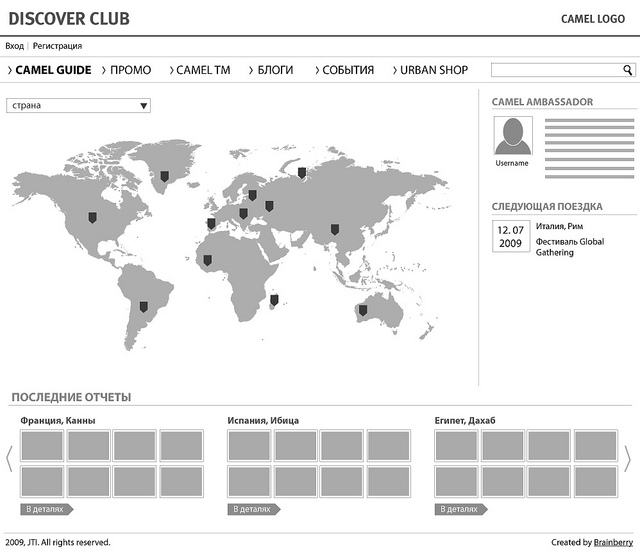 DISCOVER CLUB
CAMEL LOGO
Вход | Регистрация
CAMEL GUIDE
ПРОМО
CAMEL TM
БЛОГИ
СОБЫТИЯ
URBAN SHOP
страна
CAMEL AMBASSADOR
Username
СЛЕДУЮЩАЯ ПОЕЗДКА
12. 07
2009
Италия, Рим
Фестиваль Global
Gathering
ПОСЛЕДНИЕ ОТЧЕТЫ
Франция, Канны
Испания, Ибица
Египет, Дахаб
В деталях
В деталях
В деталях
2009, JTI. All rights reserved.
Created by Brainberry